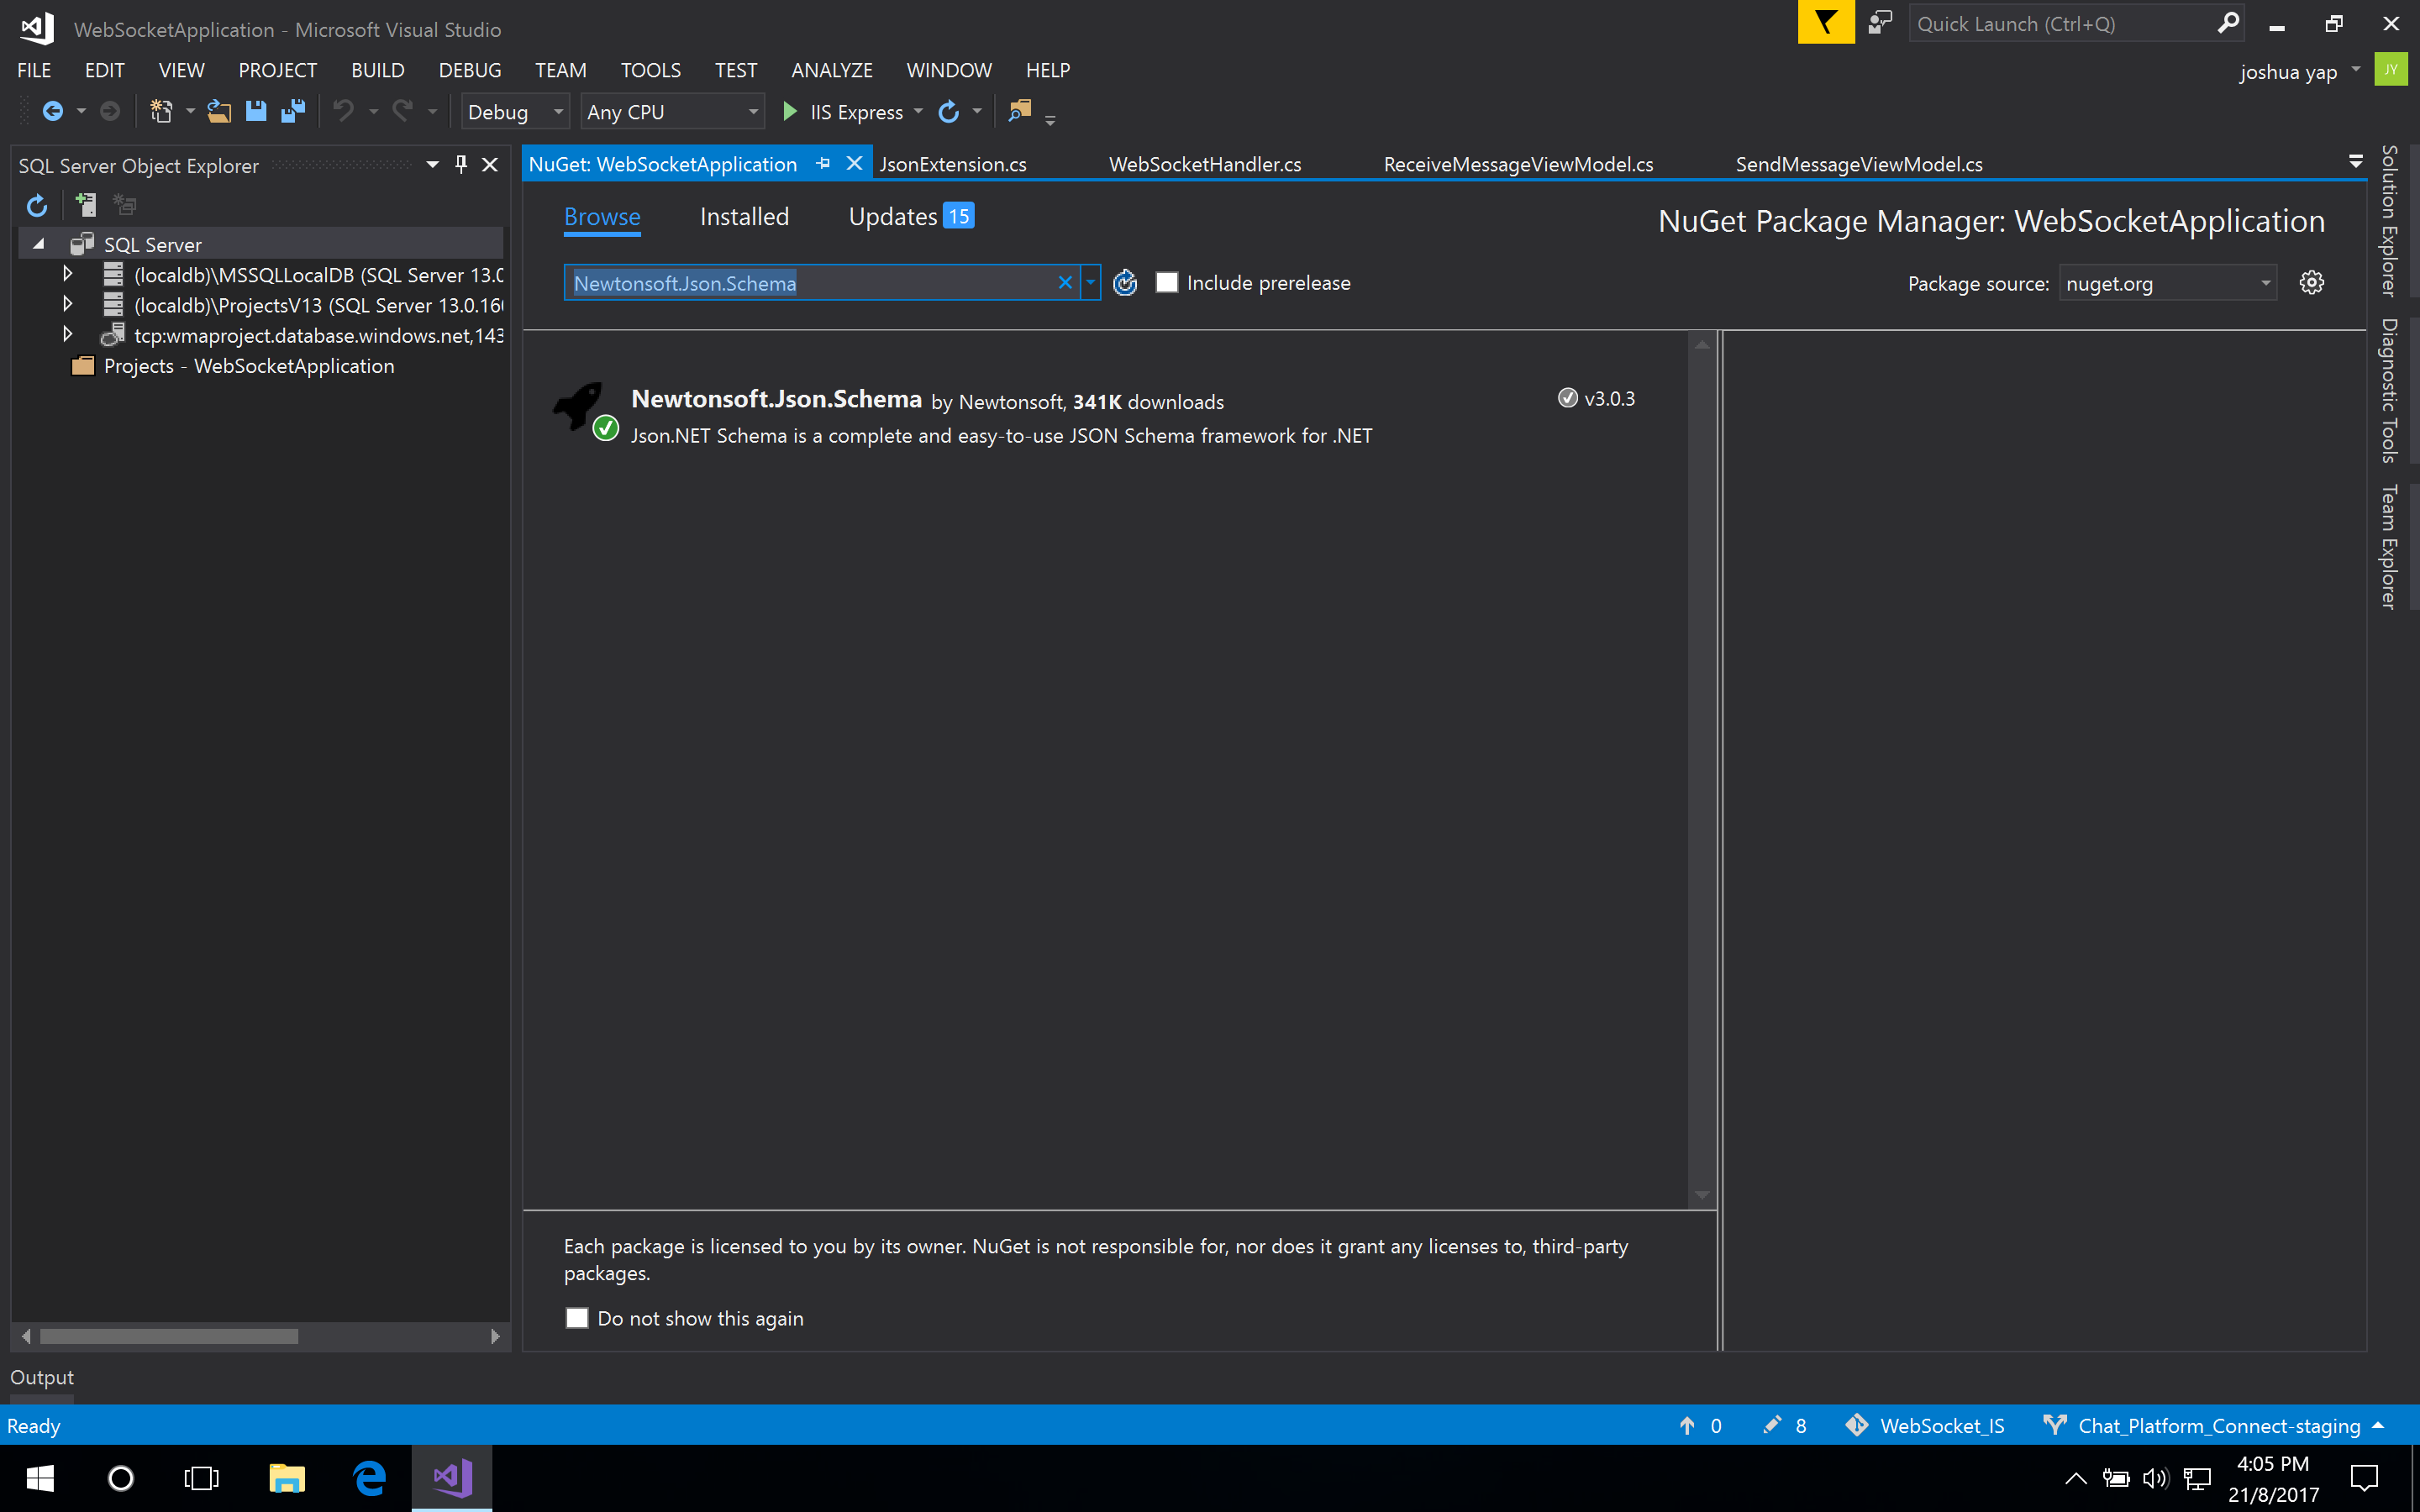 WebSocketApplication - Microsoft Visual Studio
Quick Launch (Ctrl+Q)
FILE EDIT VIEW PROJECT BUILD DEBUG TEAM TOOLS TEST ANALYZE WINDOW HELP
joshua yap JY
Debug Any CPU IIS Express
SQL Server Object Explorer
SQL Server
(localdb)\MSSQLLocalDB (SQL Server 13.0
(localdb)\ProjectsV13 (SQL Server 13.0.16
tcp:wmaproject.database.windows.net,143
Projects - WebSocketApplication
NuGet: WebSocketApplication JsonExtension.cs WebSocketHandler.cs ReceiveMessageViewModel.cs SendMessageViewModel.cs
Browse Installed Updates 15
NuGet Package Manager: WebSocketApplication
Newtonsoft.Json.Schema Include prerelease
Package source: nuget.org
Newtonsoft.Json.Schema by Newtonsoft, 341K downloads v3.0.3
Json.NET Schema is a complete and easy-to-use JSON Schema framework for .NET
Each package is licensed to you by its owner. NuGet is not responsible for, nor does it grant any licenses to, third-party
packages.
Do not show this again
Solution Explorer
Diagnostic Tools
Team Explorer
Output
Ready 0 8 WebSocket_IS Chat_Platform_Connect-staging
4:05 PM
21/8/2017